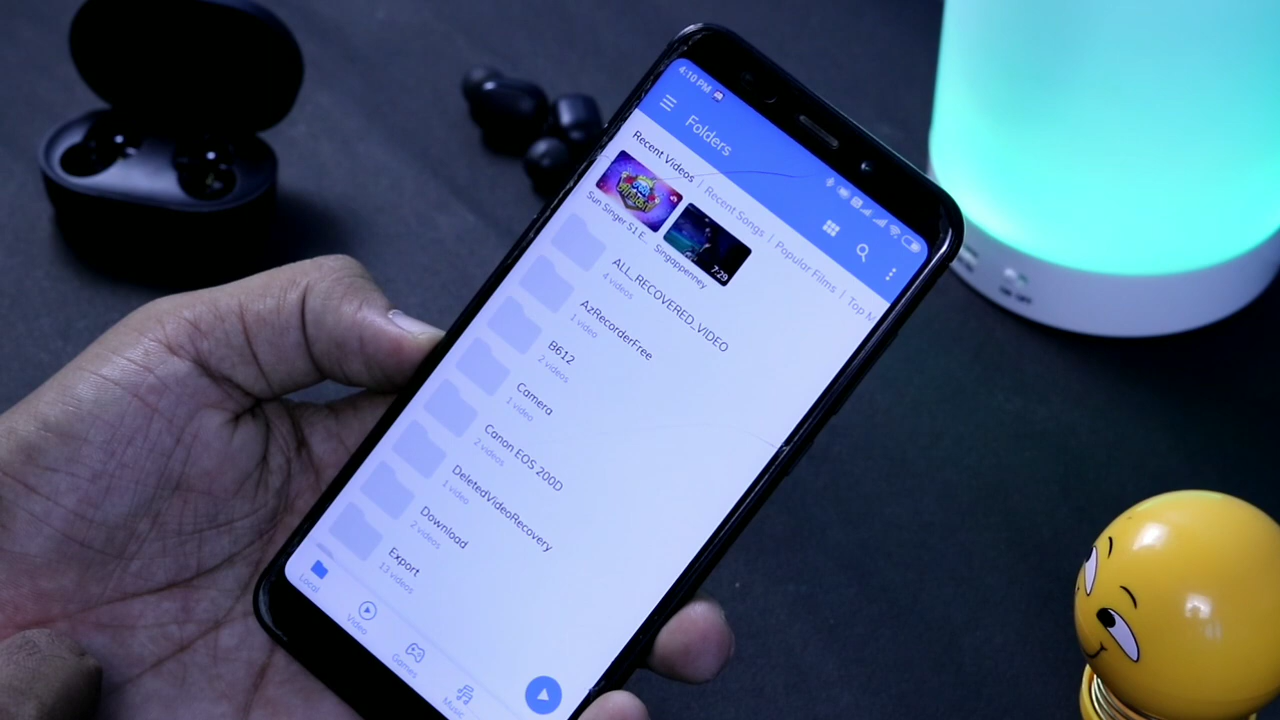 4:10 PM
Folders
Recent Videos | Recent Songs | Popular Films | Top M
7:29
Sun Singer S1 E...
Singappenney
ALL_RECOVERED_VIDEO
4 videos
AzRecorderFree
1 video
B612
2 videos
Camera
1 video
Canon EOS 200D
2 videos
DeletedVideoRecovery
1 video
Download
2 videos
Export
13 videos
Local
Video
Games
Music